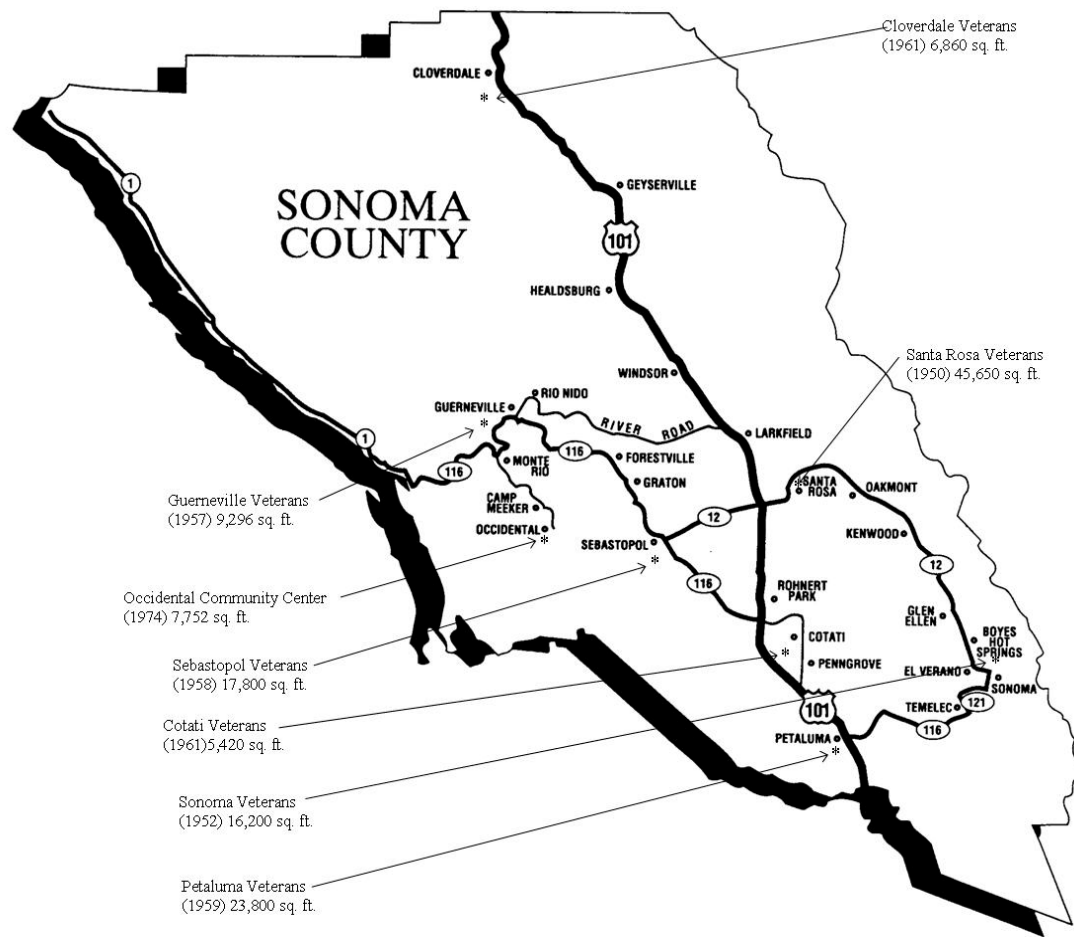 Cloverdale Veterans
(1961) 6,860 sq. ft.
CLOVERDALE
*
1
GEYSERVILLE
SONOMA
COUNTY
101
HEALDSBURG
Santa Rosa Veterans
(1950) 45,650 sq. ft.
WINDSOR
RIO NIDO
GUERNEVILLE
*
RIVER ROAD
LARKFIELD
1
116
MONTE
RIO
116
FORESTVILLE
GRATON
*
SANTA
ROSA
OAKMONT
Guerneville Veterans
(1957) 9,296 sq. ft.
CAMP
MEEKER
OCCIDENTAL
*
12
SEBASTOPOL
*
KENWOOD
12
116
Occidental Community Center
(1974) 7,752 sq. ft.
ROHNERT
PARK
GLEN
ELLEN
COTATI
*
BOYES
HOT
SPRINGS
*
Sebastopol Veterans
(1958) 17,800 sq. ft.
PENNGROVE
EL VERANO
SONOMA
121
TEMELEC
101
116
Cotati Veterans
(1961)5,420 sq. ft.
PETALUMA
*
Sonoma Veterans
(1952) 16,200 sq. ft.
Petaluma Veterans
(1959) 23,800 sq. ft.